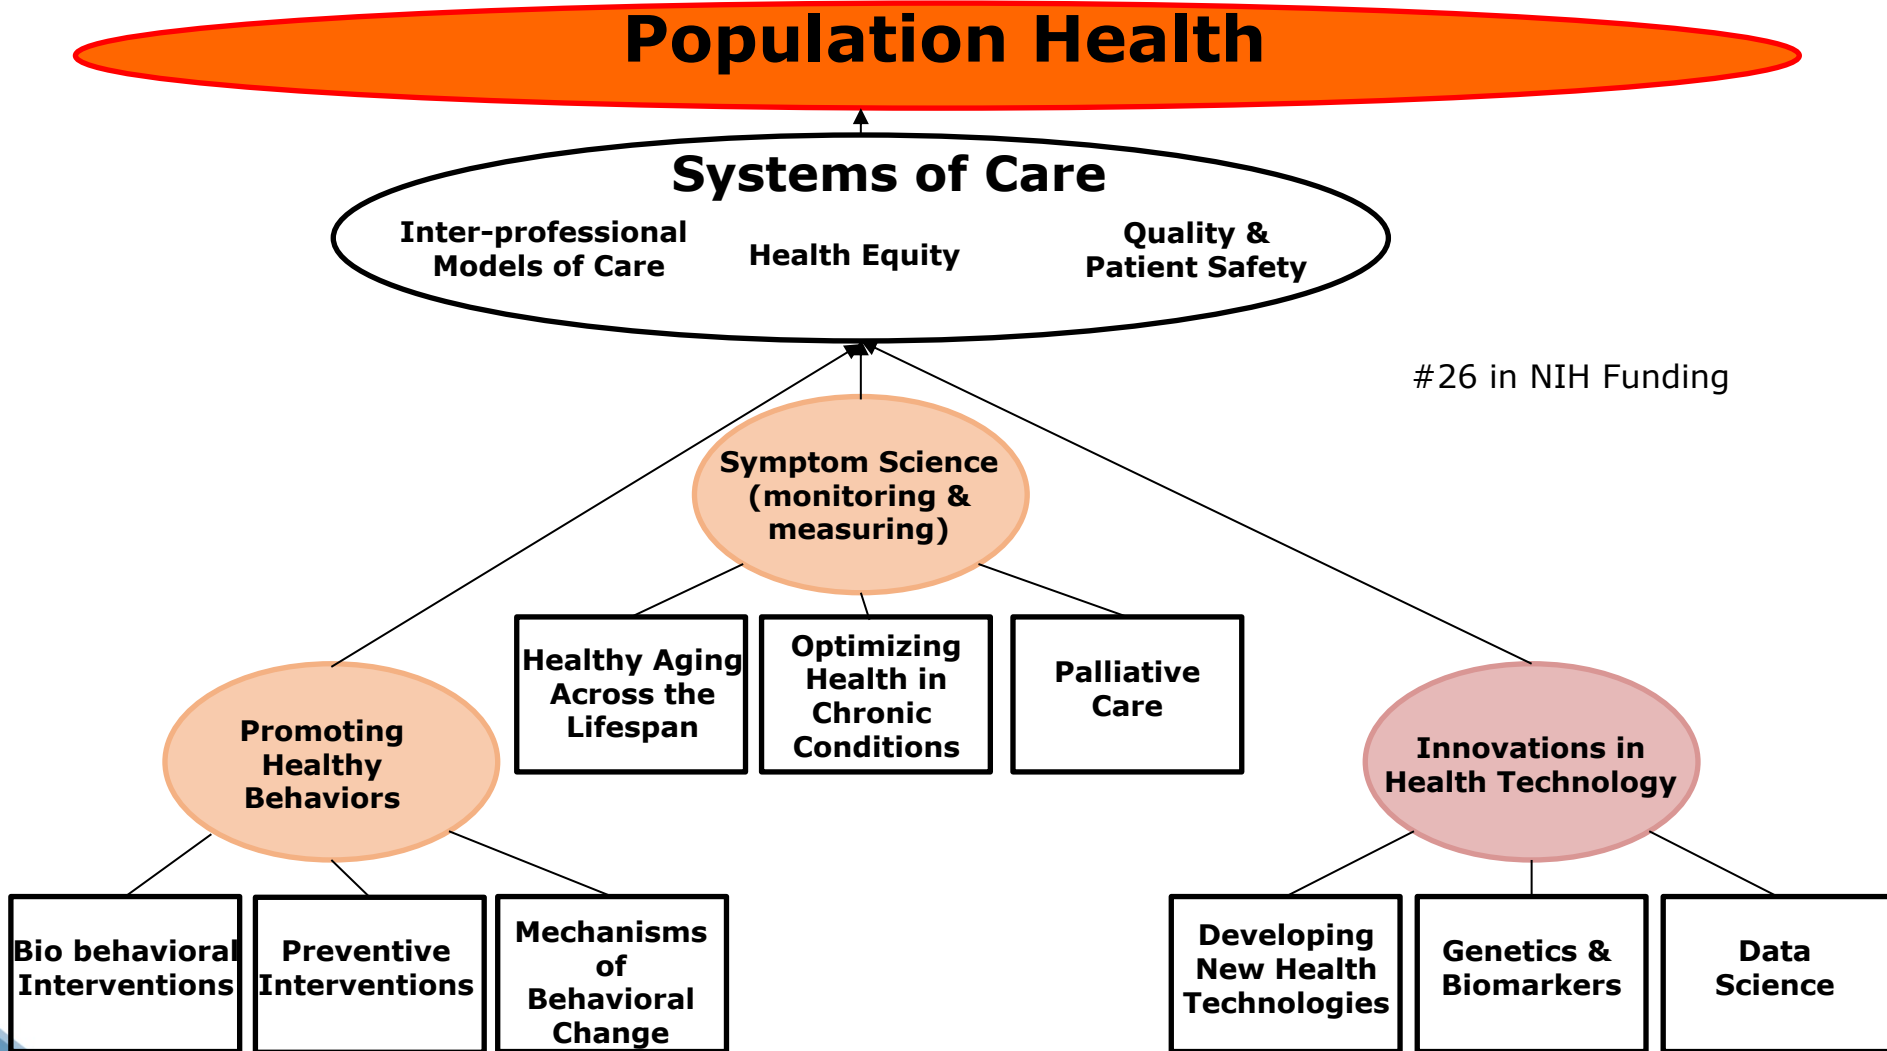 Population Health
Systems of Care
Inter-professional
Models of Care
Health Equity
Quality &
Patient Safety
#26 in NIH Funding
Symptom Science
(monitoring &
measuring)
Healthy Aging
Across the
Lifespan
Optimizing
Health in
Chronic
Conditions
Palliative
Care
Promoting
Healthy
Behaviors
Innovations in
Health Technology
Bio behavioral
Interventions
Preventive
Interventions
Mechanisms
of
Behavioral
Change
Developing
New Health
Technologies
Genetics &
Biomarkers
Data
Science